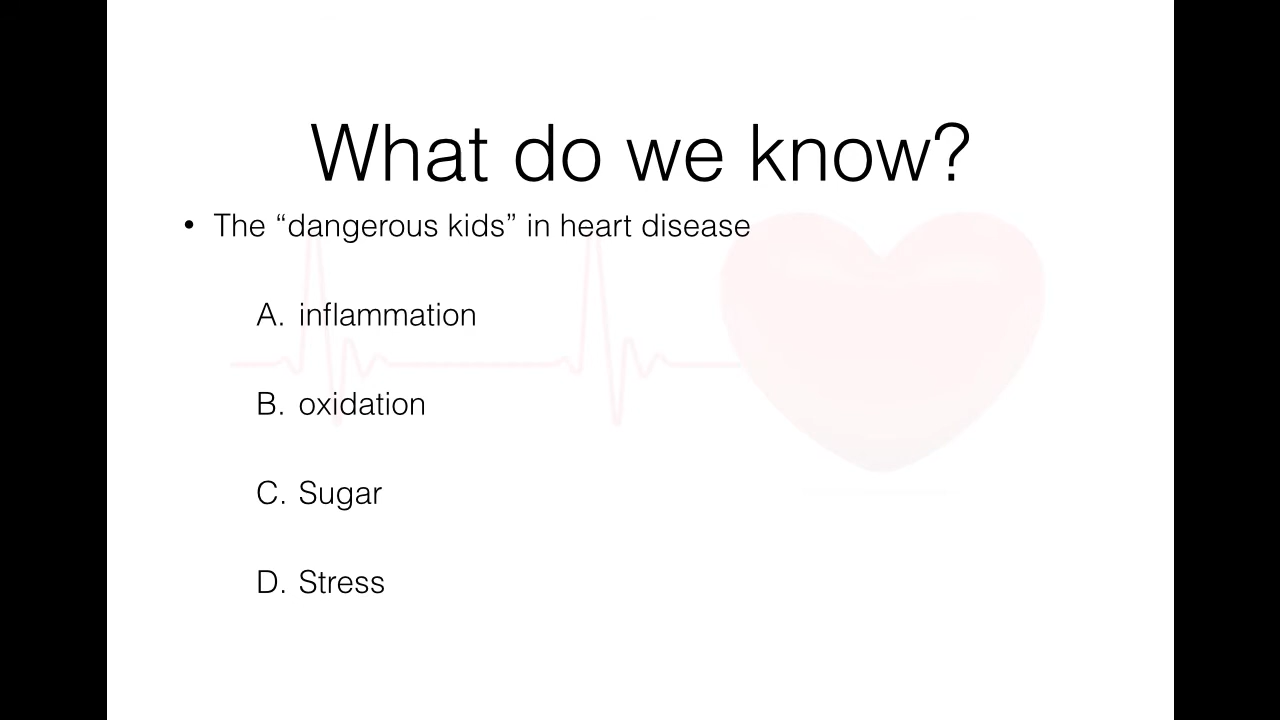 What do we know?
• The “dangerous kids” in heart disease
A. inflammation
B. oxidation
C. Sugar
D. Stress